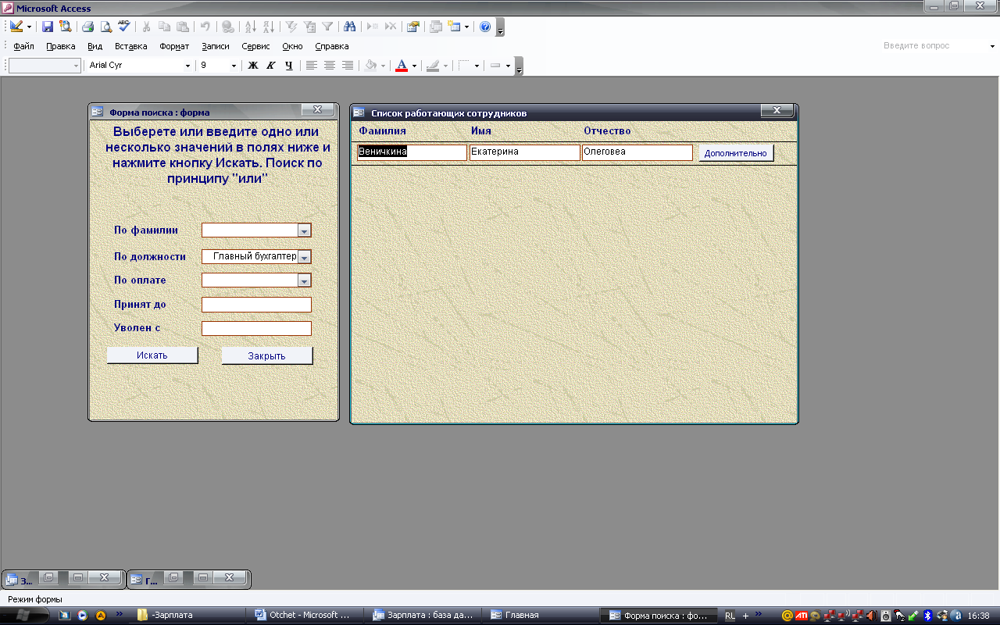 Microsoft Access
Файл Правка Вид Вставка Формат Записи Сервис Окно Справка
Введите вопрос
Arial Cyr 9 Ж К Ч
Форма поиска : форма
Выберете или введите одно или
несколько значений в полях ниже и
нажмите кнопку Искать. Поиск по
принципу "или"
По фамилии
По должности Главный бухгалтер
По оплате
Принят до
Уволен с
Искать Закрыть
Список работающих сотрудников
Фамилия Имя Отчество
Веничкина Екатерина Олеговеа Дополнительно
З... Г...
Режим формы
-Зарплата Otchet - Microsoft ... Зарплата : база да... Главная Форма поиска : фо... RL 16:38